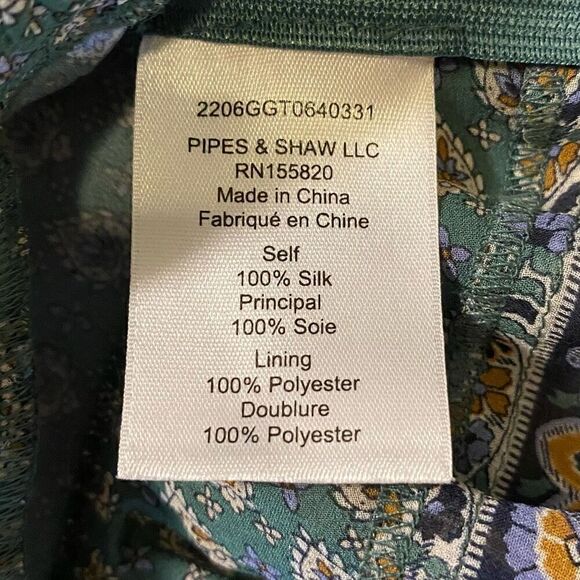 2206GGT0640331
PIPES & SHAW LLC
RN155820
Made in China
Fabriqué en Chine
Self
100% Silk
Principal
100% Soie
Lining
100% Polyester
Doublure
100% Polyester